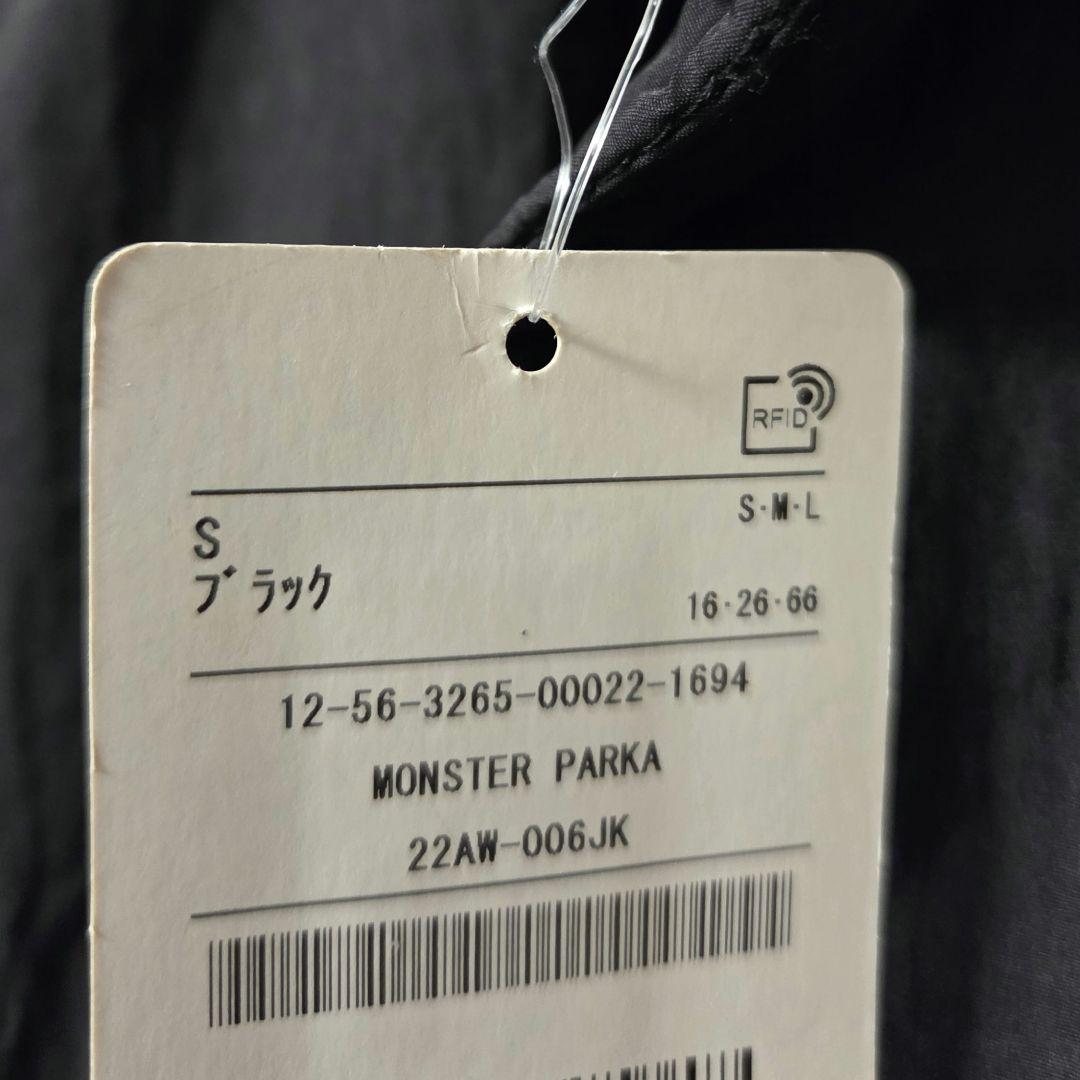 RFID
S S·M·L
ブラック 16·26·66
12-56-3265-00022-1694
MONSTER PARKA
22AW-006JK